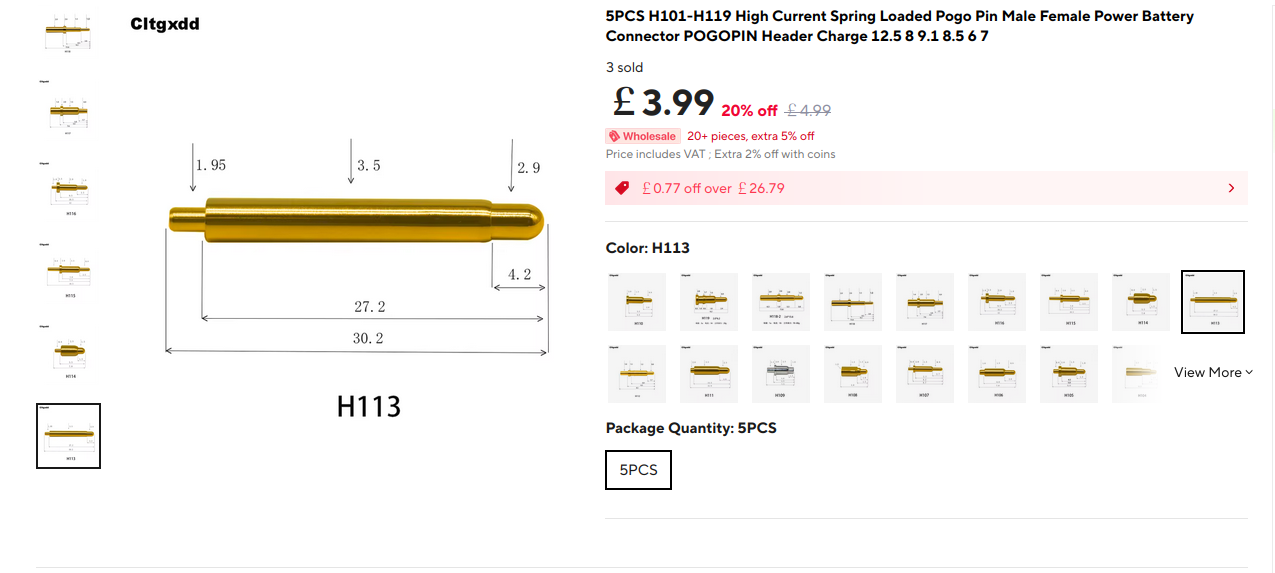 Cltgxdd
1.95
3.5
2.9
4.2
27.2
30.2
H113
5PCS H101-H119 High Current Spring Loaded Pogo Pin Male Female Power Battery
Connector POGOPIN Header Charge 12.5 8 9.1 8.5 6 7
3 sold
£3.99 20% off £4.99
Wholesale 20+ pieces, extra 5% off
Price includes VAT ; Extra 2% off with coins
£0.77 off over £26.79
Color: H113
View More
Package Quantity: 5PCS
5PCS